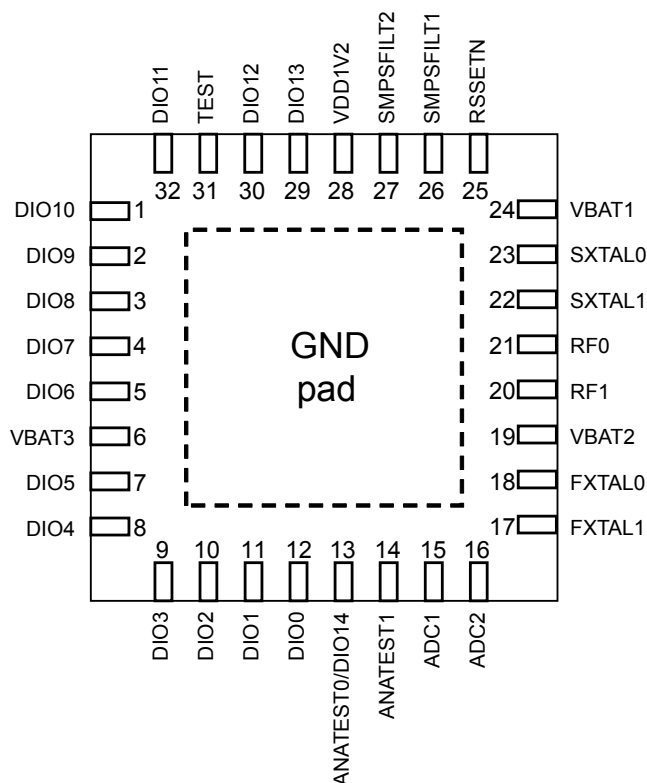 DIO11
TEST
DIO12
DIO13
VDD1V2
SMPSFILT2
SMPSFILT1
RSSETN
32
31
30
29
28
27
26
25
DIO10
1
DIO9
2
DIO8
3
DIO7
4
DIO6
5
VBAT3
6
DIO5
7
DIO4
8
24
VBAT1
23
SXTAL0
22
SXTAL1
21
RF0
20
RF1
19
VBAT2
18
FXTAL0
17
FXTAL1
GND
pad
9
10
11
12
13
14
15
16
DIO3
DIO2
DIO1
DIO0
ANATEST0/DIO14
ANATEST1
ADC1
ADC2